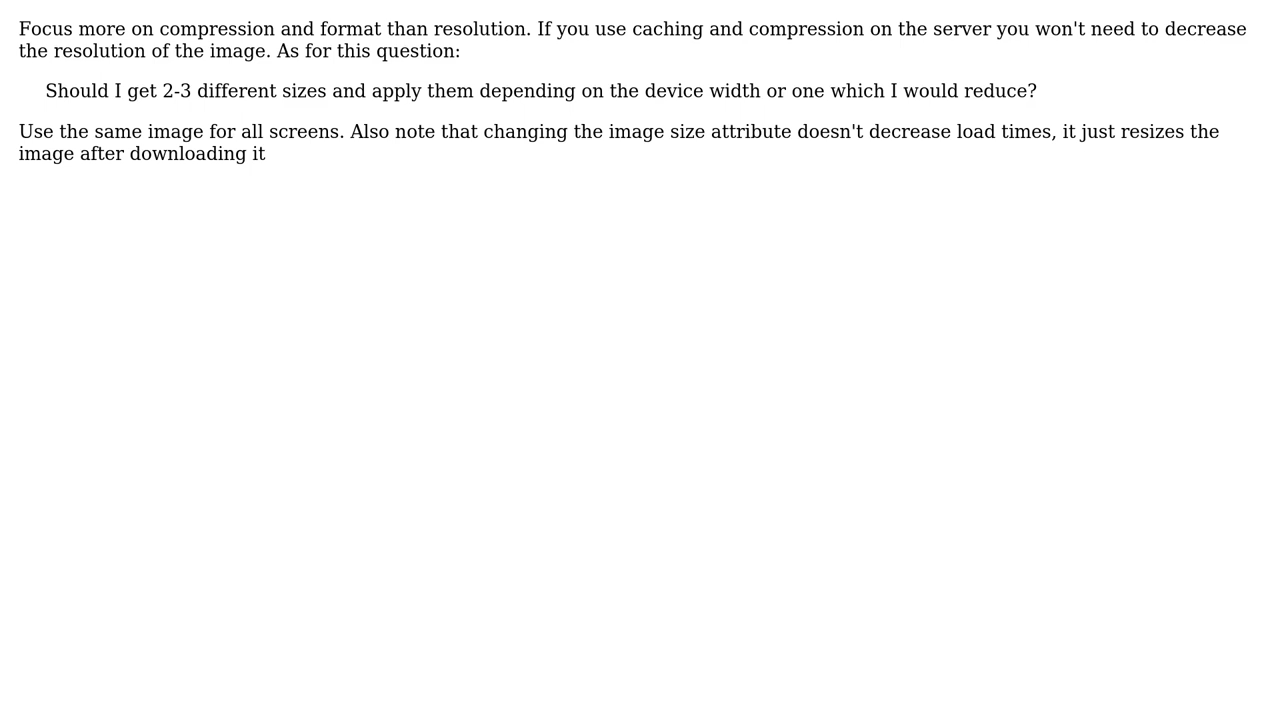 Focus more on compression and format than resolution. If you use caching and compression on the server you won't need to decrease
the resolution of the image. As for this question:
Should I get 2-3 different sizes and apply them depending on the device width or one which I would reduce?
Use the same image for all screens. Also note that changing the image size attribute doesn't decrease load times, it just resizes the
image after downloading it